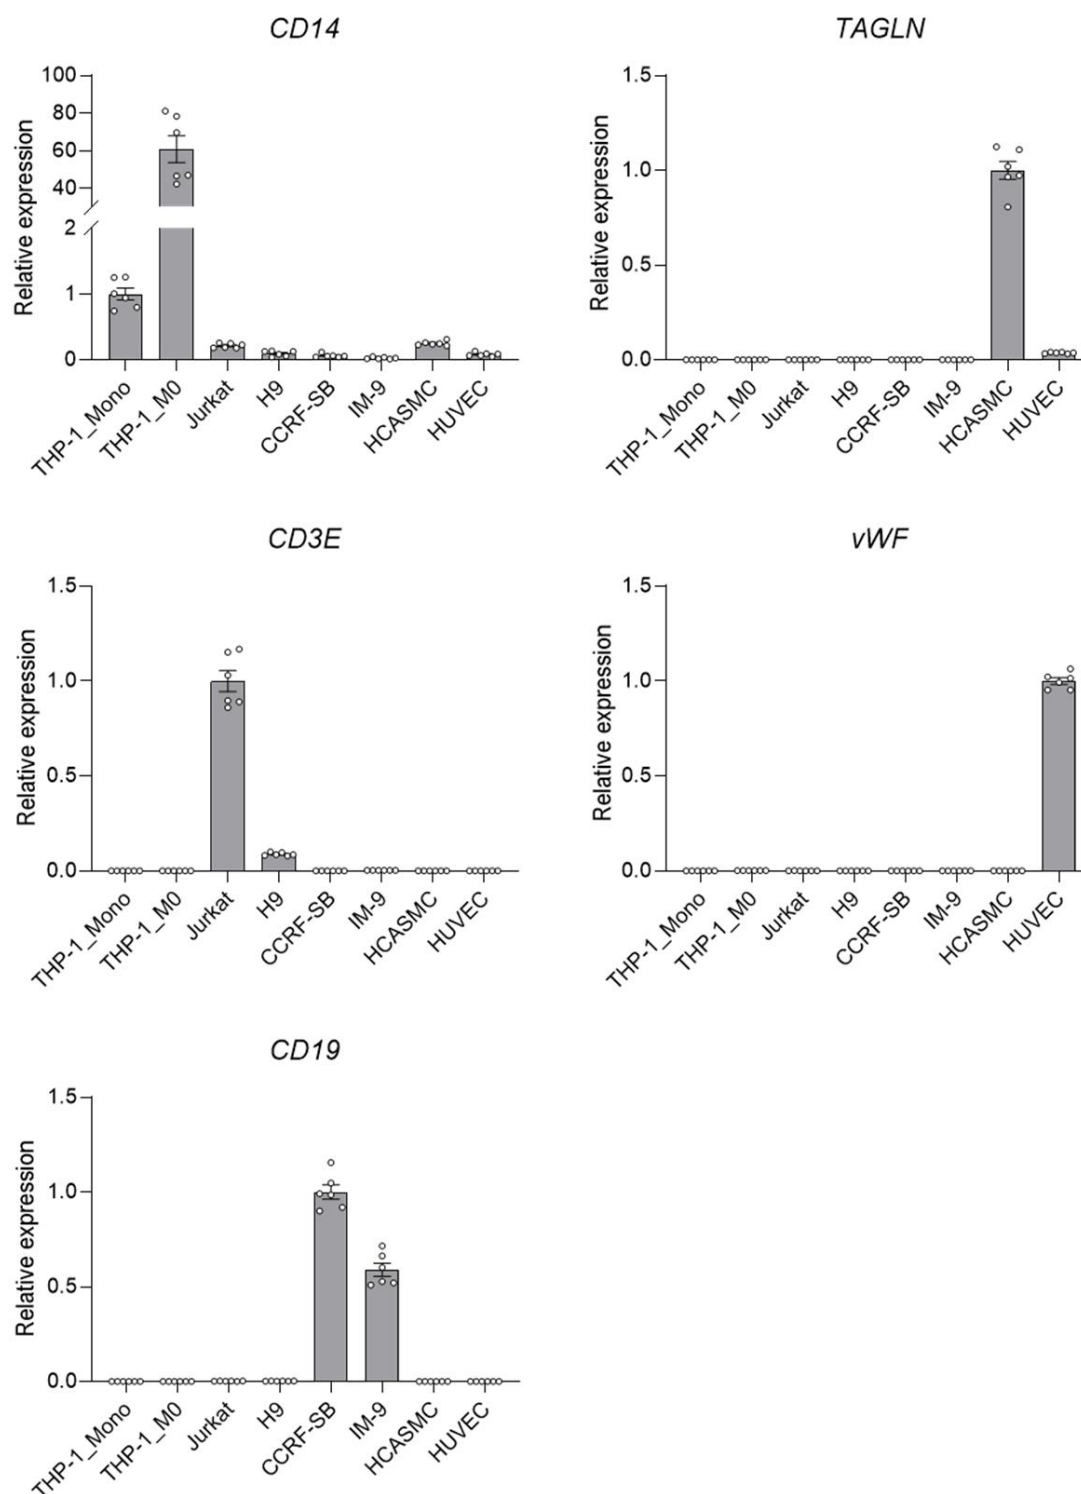 CD14
Relative expression
100
80
60
40
2
1
0
THP-1_Mono
THP-1_M0
Jurkat
H9
CCRF-SB
IM-9
HCASMC
HUVEC
TAGLN
Relative expression
1.5
1.0
0.5
0.0
THP-1_Mono
THP-1_M0
Jurkat
H9
CCRF-SB
IM-9
HCASMC
HUVEC
CD3E
Relative expression
1.5
1.0
0.5
0.0
THP-1_Mono
THP-1_M0
Jurkat
H9
CCRF-SB
IM-9
HCASMC
HUVEC
vWF
Relative expression
1.5
1.0
0.5
0.0
THP-1_Mono
THP-1_M0
Jurkat
H9
CCRF-SB
IM-9
HCASMC
HUVEC
CD19
Relative expression
1.5
1.0
0.5
0.0
THP-1_Mono
THP-1_M0
Jurkat
H9
CCRF-SB
IM-9
HCASMC
HUVEC